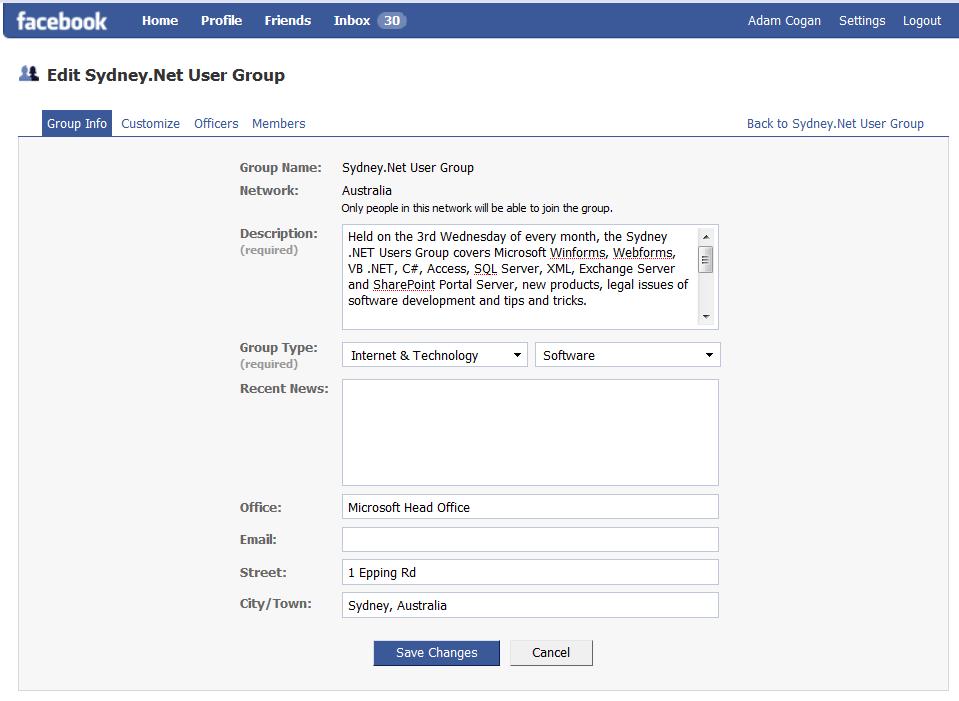 facebook Home Profile Friends Inbox 30 Adam Cogan Settings Logout
Edit Sydney.Net User Group
Group Info Customize Officers Members Back to Sydney.Net User Group
Group Name: Sydney.Net User Group
Network: Australia
Only people in this network will be able to join the group.
Description:
(required)
Held on the 3rd Wednesday of every month, the Sydney
.NET Users Group covers Microsoft Winforms, Webforms,
VB .NET, C#, Access, SQL Server, XML, Exchange Server
and SharePoint Portal Server, new products, legal issues of
software development and tips and tricks.
Group Type: Internet & Technology Software
(required)
Recent News:
Office: Microsoft Head Office
Email:
Street: 1 Epping Rd
City/Town: Sydney, Australia
Save Changes Cancel